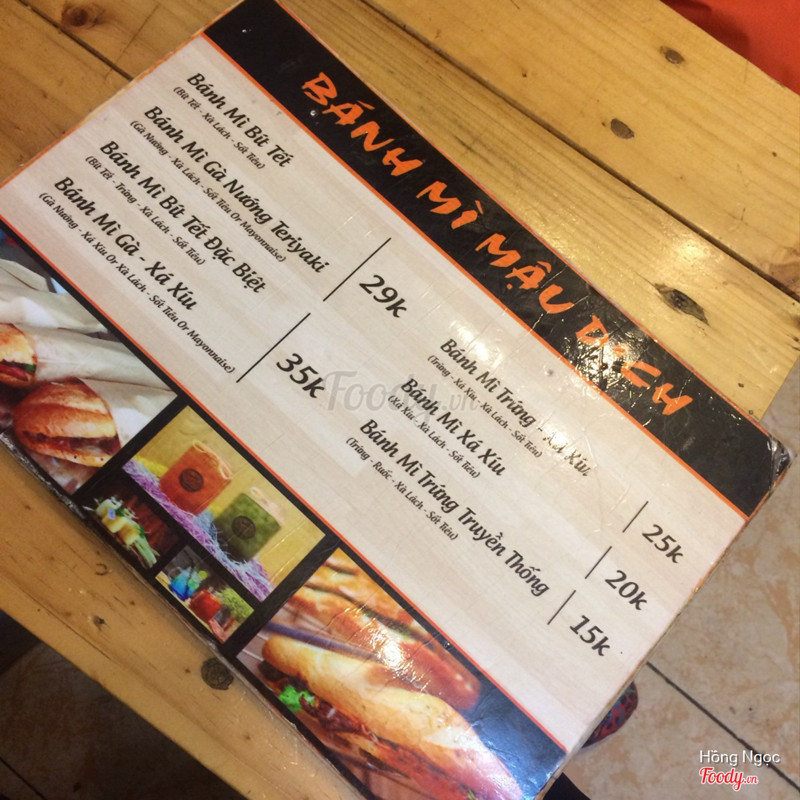 BÁNH MÌ MẬU DỊCH
Bánh Mì Bít Tết
(Bít Tết - Xà Lách - Sốt Tiêu)
Bánh Mì Gà Nướng Teriyaki
(Gà Nướng - Xà Lách - Sốt Tiêu Or Mayonnaise)
29k
Bánh Mì Bít Tết Đặc Biệt
(Bít Tết - Trứng - Xà Lách - Sốt Tiêu)
Bánh Mì Gà - Xá Xíu
(Gà Nướng - Xá Xíu Or Xà Lách - Sốt Tiêu Or Mayonnaise)
35k
Bánh Mì Trứng - Xá Xíu
(Trứng - Xá Xíu - Xà Lách - Sốt Tiêu)
25k
Bánh Mì Xá Xíu
(Xá Xíu - Xà Lách - Sốt Tiêu)
20k
Bánh Mì Trứng Truyền Thống
(Trứng - Ruốc - Xà Lách - Sốt Tiêu)
15k
Foody.vn
Hồng Ngọc
Foody.vn